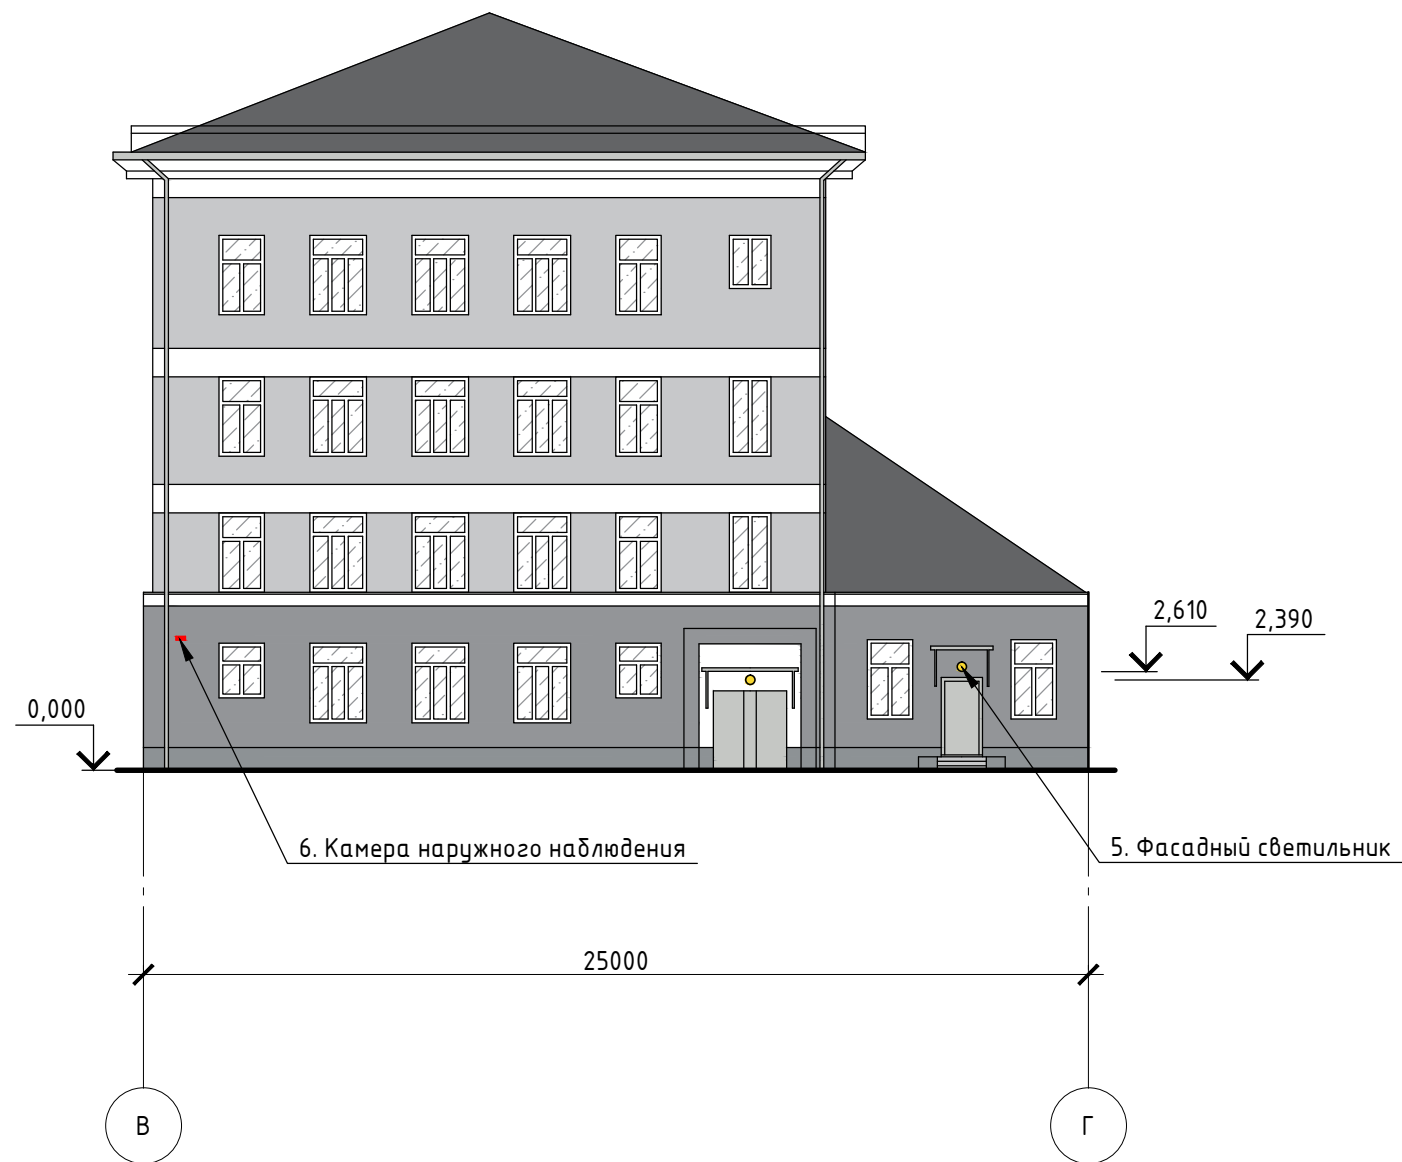 2,610
2,390
0,000
6. Камера наружного наблюдения
5. Фасадный светильник
25000
В
Г